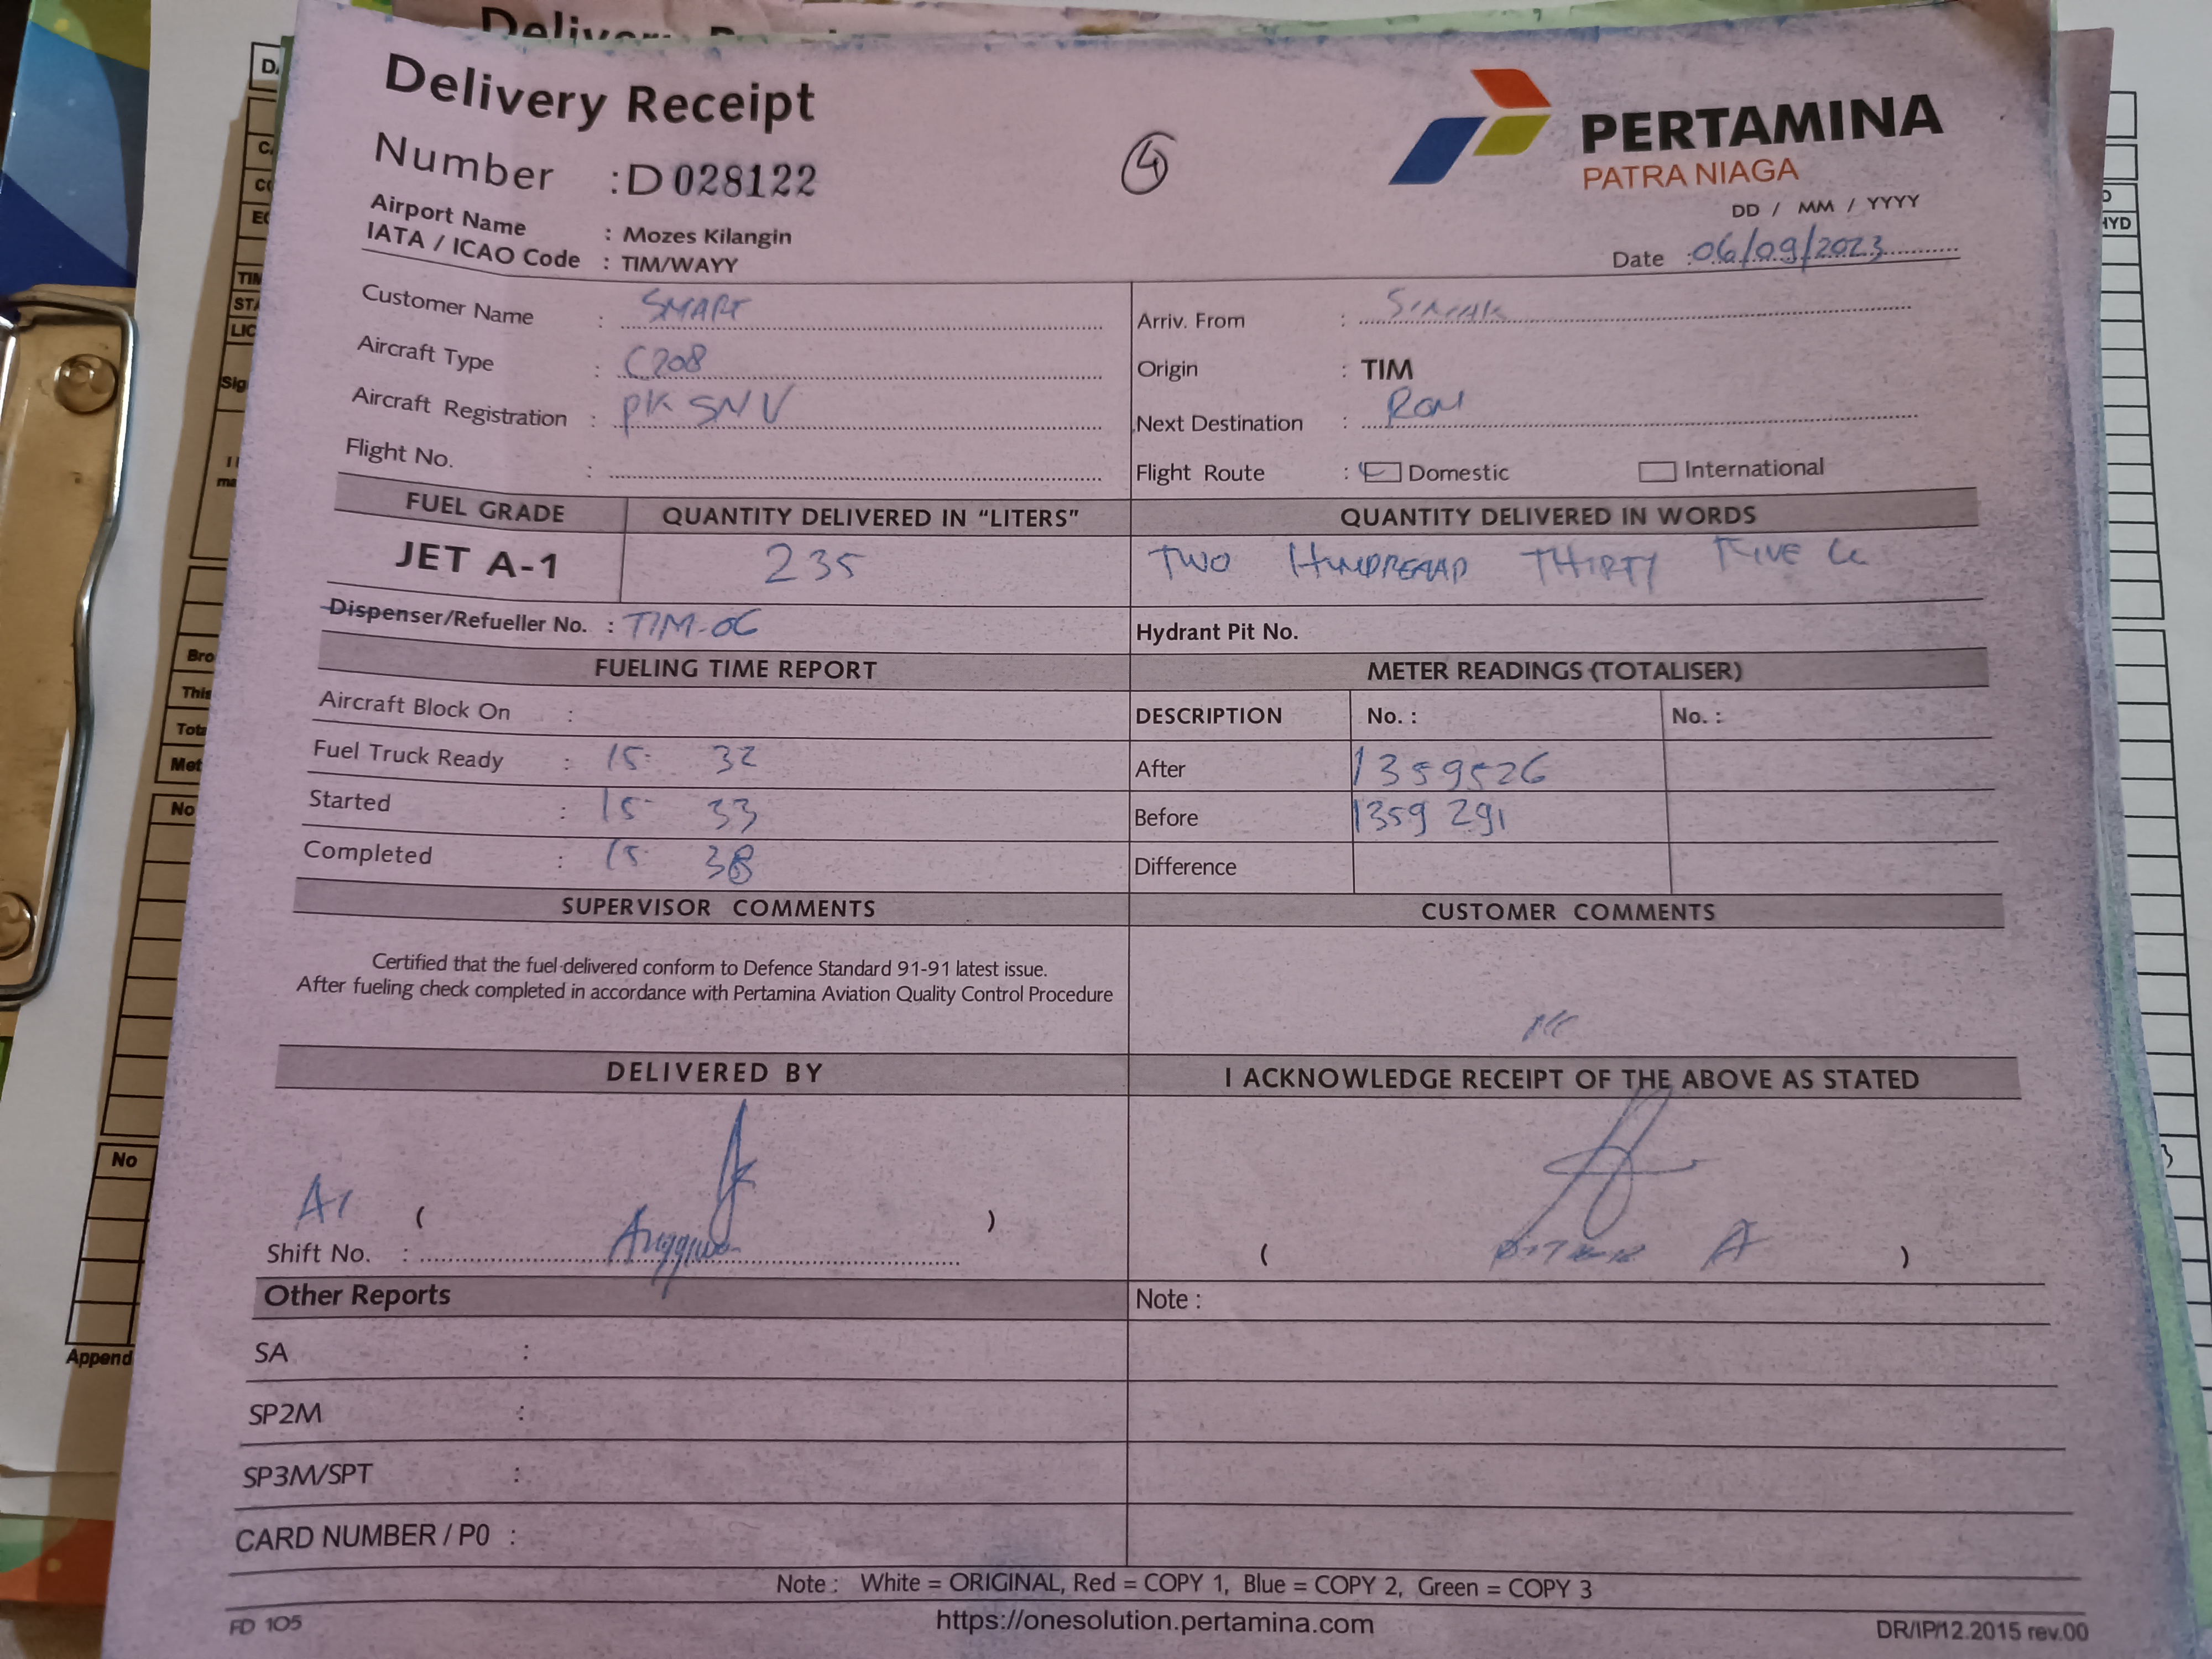 Delivery Receipt
Number : D 028122
4
PERTAMINA
PATRA NIAGA
Airport Name : Mozes Kilangin
IATA / ICAO Code : TIM/WAYY
DD / MM / YYYY
Date : 06/09/2023
Customer Name : SMART
Aircraft Type : C208
Aircraft Registration : PK SNV
Flight No. :
Arriv. From :
Origin : TIM
Next Destination :
Flight Route : Domestic International
FUEL GRADE QUANTITY DELIVERED IN "LITERS" QUANTITY DELIVERED IN WORDS
JET A-1 235 TWO THIRTY FIVE
Dispenser/Refueller No. : TIM-06 Hydrant Pit No.
FUELING TIME REPORT
Aircraft Block On :
Fuel Truck Ready : 15 32
Started : 15 33
Completed : 15 38
METER READINGS (TOTALISER)
DESCRIPTION No. : No. :
After 1359526
Before 1359 291
Difference
SUPERVISOR COMMENTS
Certified that the fuel delivered conform to Defence Standard 91-91 latest issue.
After fueling check completed in accordance with Pertamina Aviation Quality Control Procedure
CUSTOMER COMMENTS
DELIVERED BY
( )
Shift No. :
I ACKNOWLEDGE RECEIPT OF THE ABOVE AS STATED
( A )
Other Reports
SA :
SP2M :
SP3M/SPT :
CARD NUMBER / P0 :
Note :
Note : White = ORIGINAL, Red = COPY 1, Blue = COPY 2, Green = COPY 3
https://onesolution.pertamina.com
FD 105
DR/IP/12.2015 rev.00
No
Append